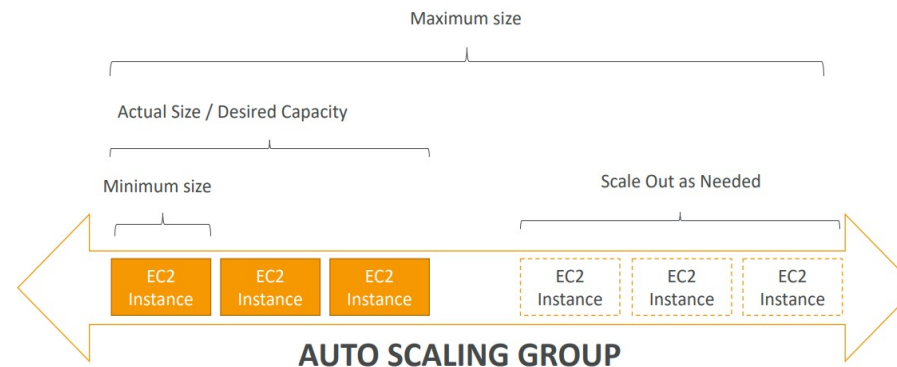 Maximum size
Actual Size / Desired Capacity
Minimum size
Scale Out as Needed
EC2
Instance
EC2
Instance
EC2
Instance
EC2
Instance
EC2
Instance
EC2
Instance
AUTO SCALING GROUP